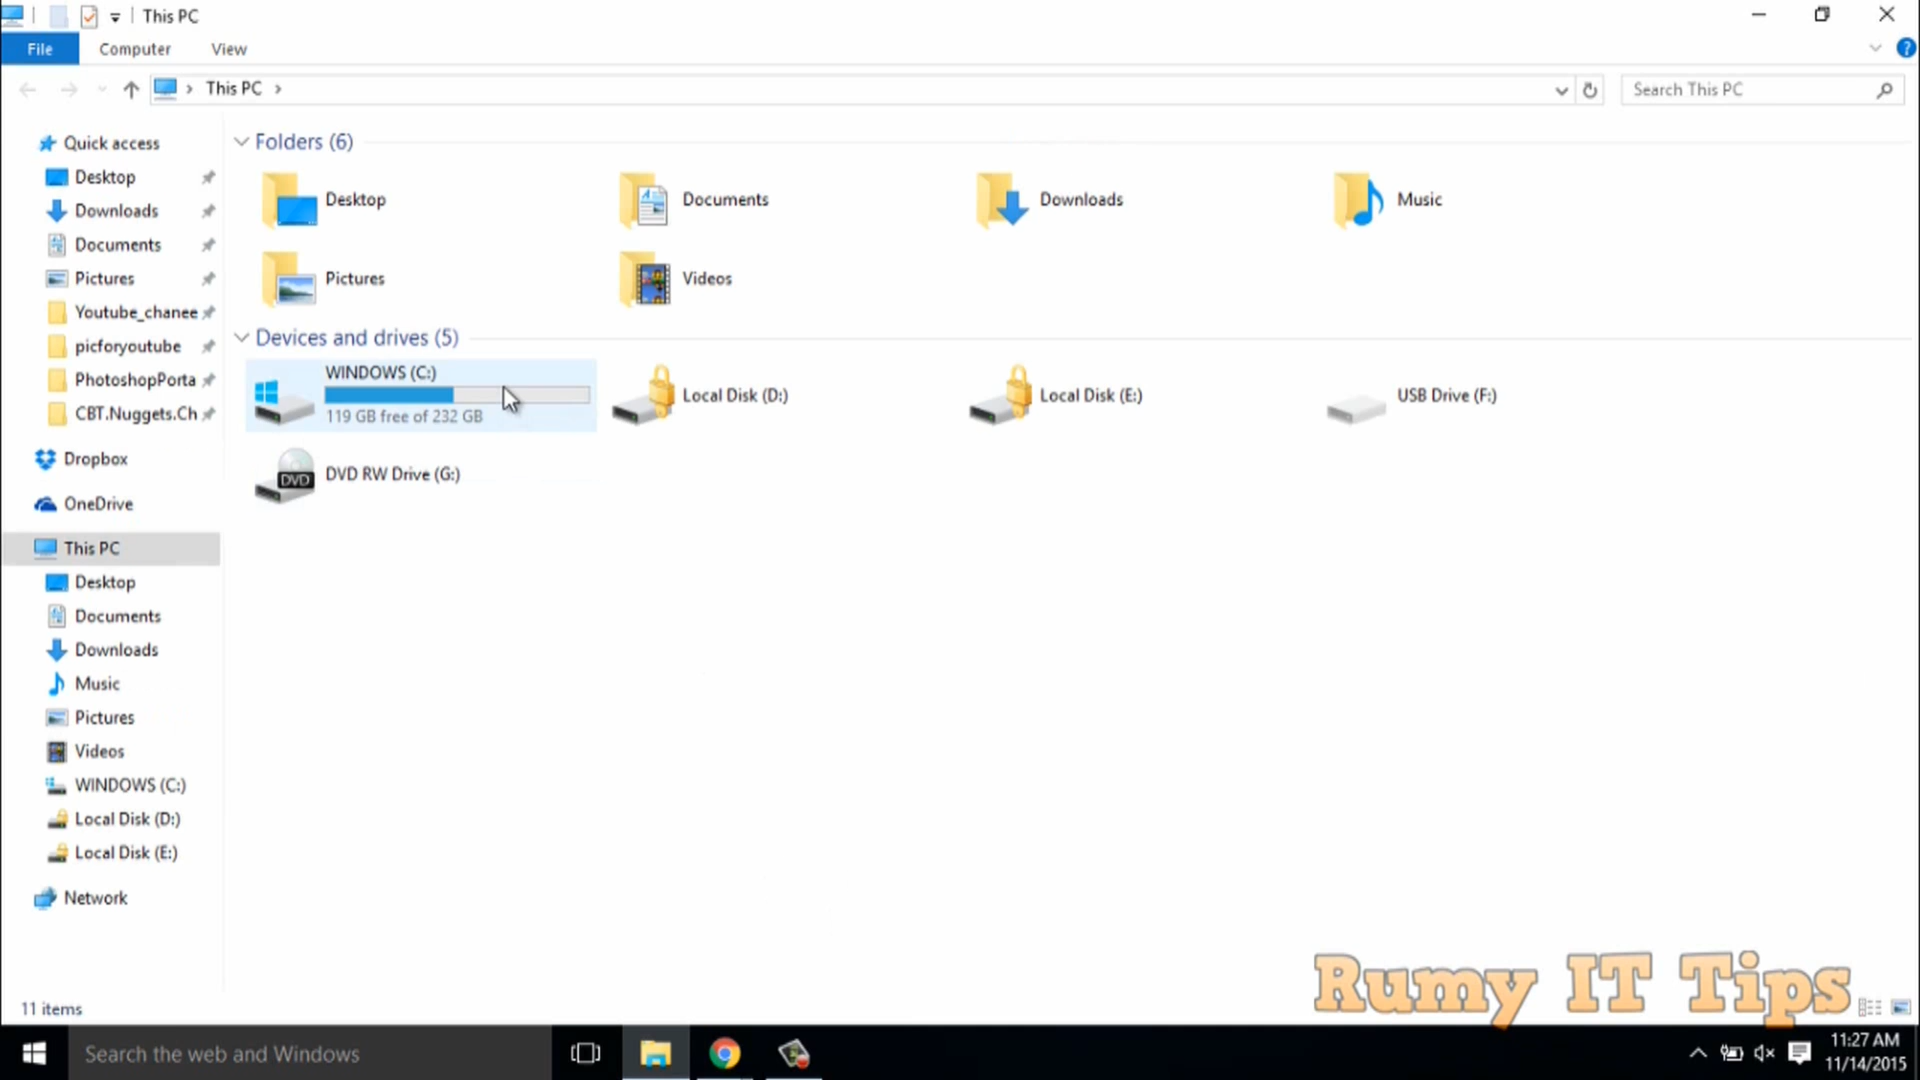 This PC
File Computer View
This PC
Search This PC
Quick access
Desktop
Downloads
Documents
Pictures
Youtube_chanee
picforyoutube
PhotoshopPorta
CBT.Nuggets.Ch
Dropbox
OneDrive
This PC
Desktop
Documents
Downloads
Music
Pictures
Videos
WINDOWS (C:)
Local Disk (D:)
Local Disk (E:)
Network
Folders (6)
Desktop
Documents
Downloads
Music
Pictures
Videos
Devices and drives (5)
WINDOWS (C:)
119 GB free of 232 GB
Local Disk (D:)
Local Disk (E:)
USB Drive (F:)
DVD
DVD RW Drive (G:)
11 items
Rumy IT Tips
Search the web and Windows
11:27 AM
11/14/2015